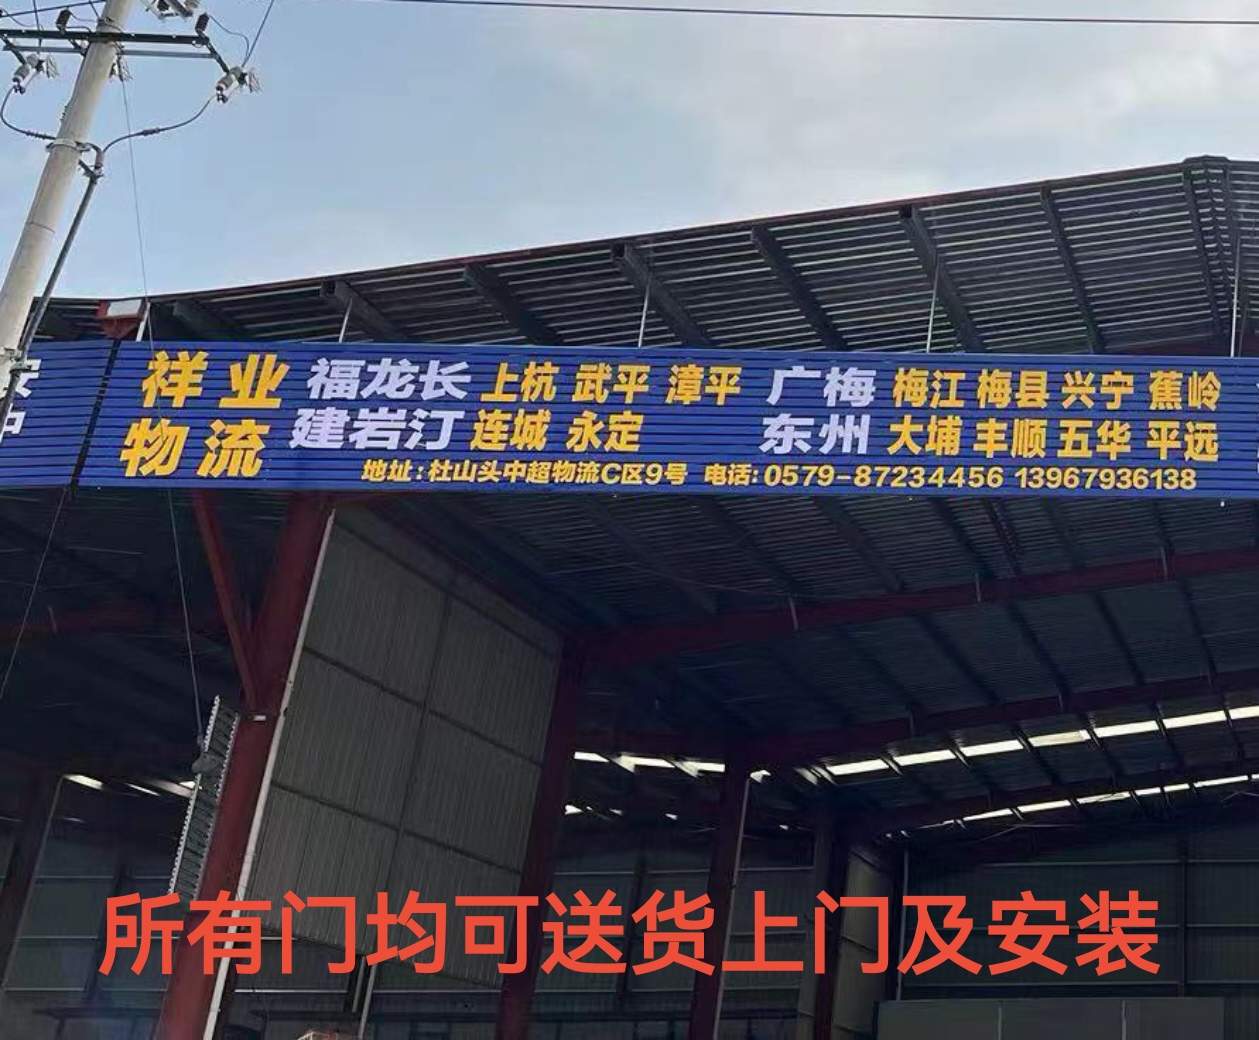 祥业 福龙长 上杭 武平 漳平 广梅 梅江 梅县 兴宁 蕉岭
物流 建岩汀 连城 永定 东州 大埔 丰顺 五华 平远
地址:杜山头中超物流C区9号 电话:0579-87234456 13967936138
所有门均可送货上门及安装